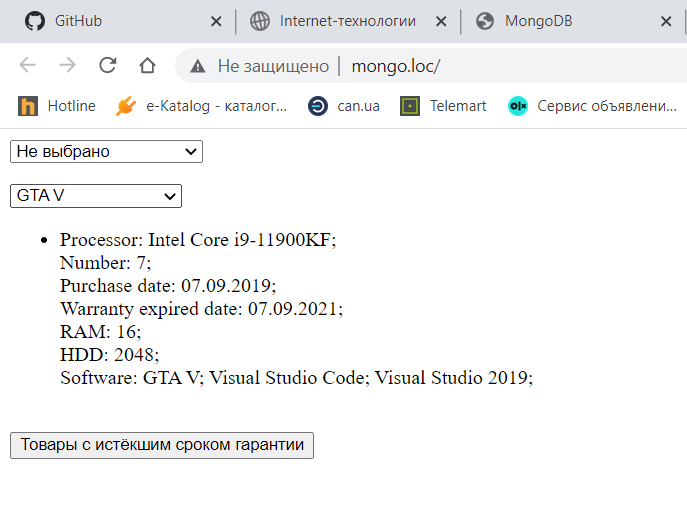 GitHub
Internet-технологии
MongoDB
Не защищено | mongo.loc/
Hotline
e-Katalog - каталог...
can.ua
Telemart
Сервис объявлени...
Не выбрано
GTA V
Processor: Intel Core i9-11900KF;
Number: 7;
Purchase date: 07.09.2019;
Warranty expired date: 07.09.2021;
RAM: 16;
HDD: 2048;
Software: GTA V; Visual Studio Code; Visual Studio 2019;
Товары с истёкшим сроком гарантии